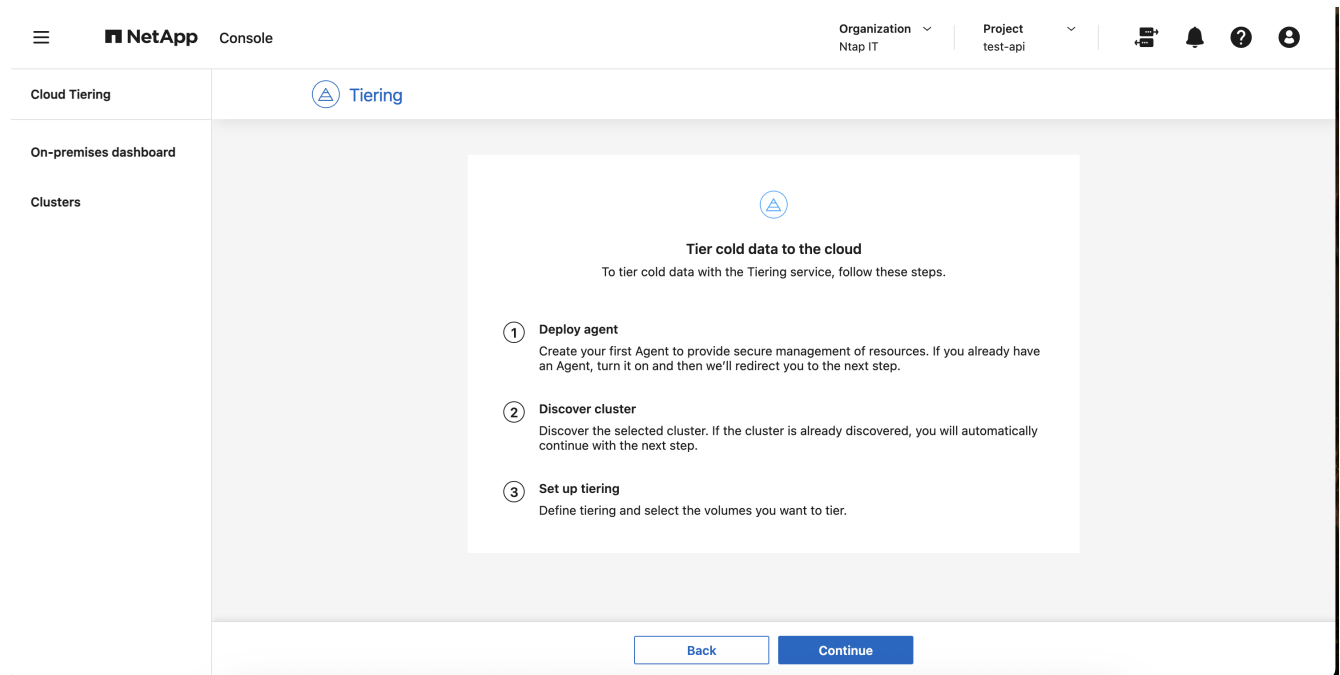 NetApp Console
Organization
Ntap IT
Project
test-api
Cloud Tiering
Tiering
On-premises dashboard
Clusters
Tier cold data to the cloud
To tier cold data with the Tiering service, follow these steps.
1 Deploy agent
Create your first Agent to provide secure management of resources. If you already have
an Agent, turn it on and then we'll redirect you to the next step.
2 Discover cluster
Discover the selected cluster. If the cluster is already discovered, you will automatically
continue with the next step.
3 Set up tiering
Define tiering and select the volumes you want to tier.
Back
Continue